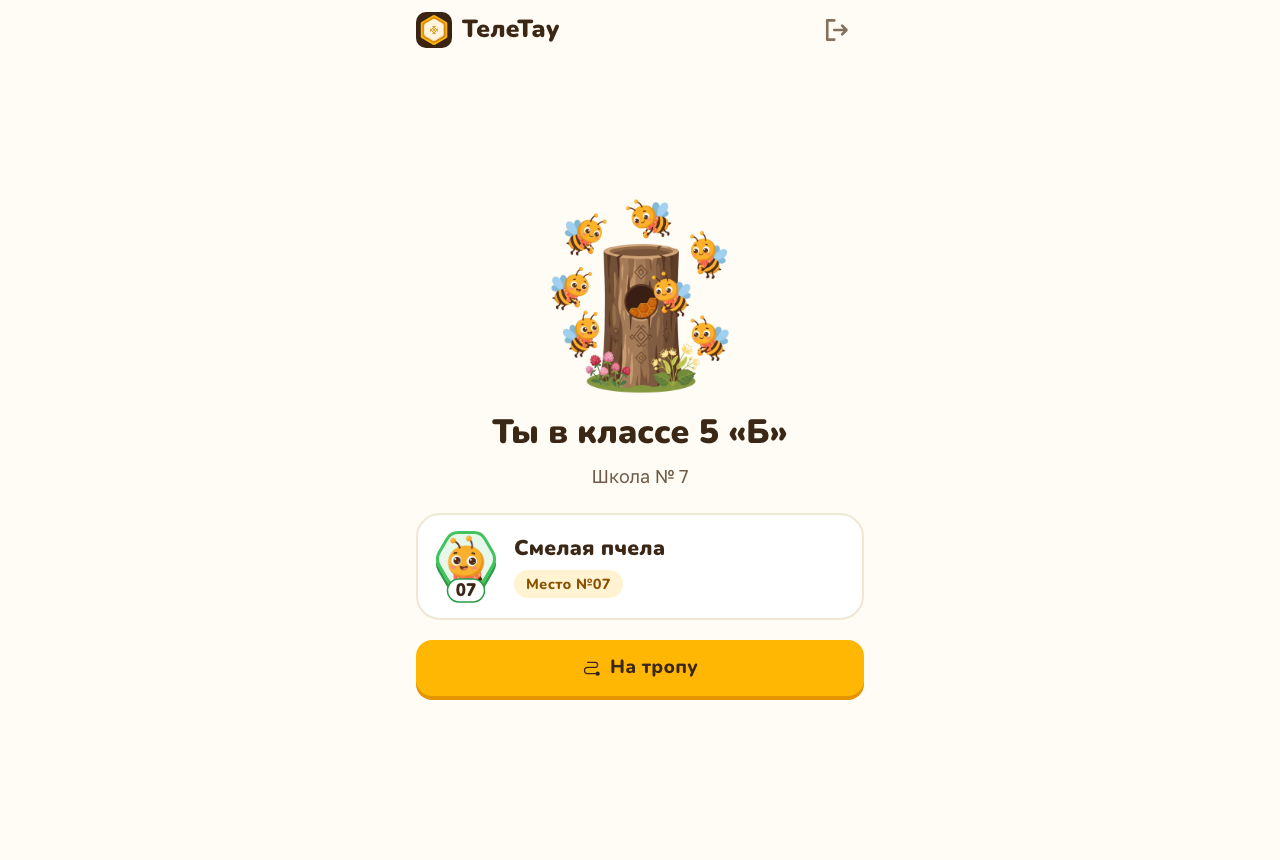 ТелеТау
Ты в классе 5 «Б»
Школа № 7
Смелая пчела
07
Место №07
На тропу